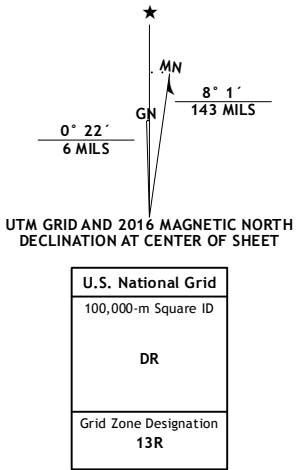 ★
MN
8° 1´
143 MILS
GN
0° 22´
6 MILS
UTM GRID AND 2016 MAGNETIC NORTH
DECLINATION AT CENTER OF SHEET
U.S. National Grid
100,000-m Square ID
DR
Grid Zone Designation
13R